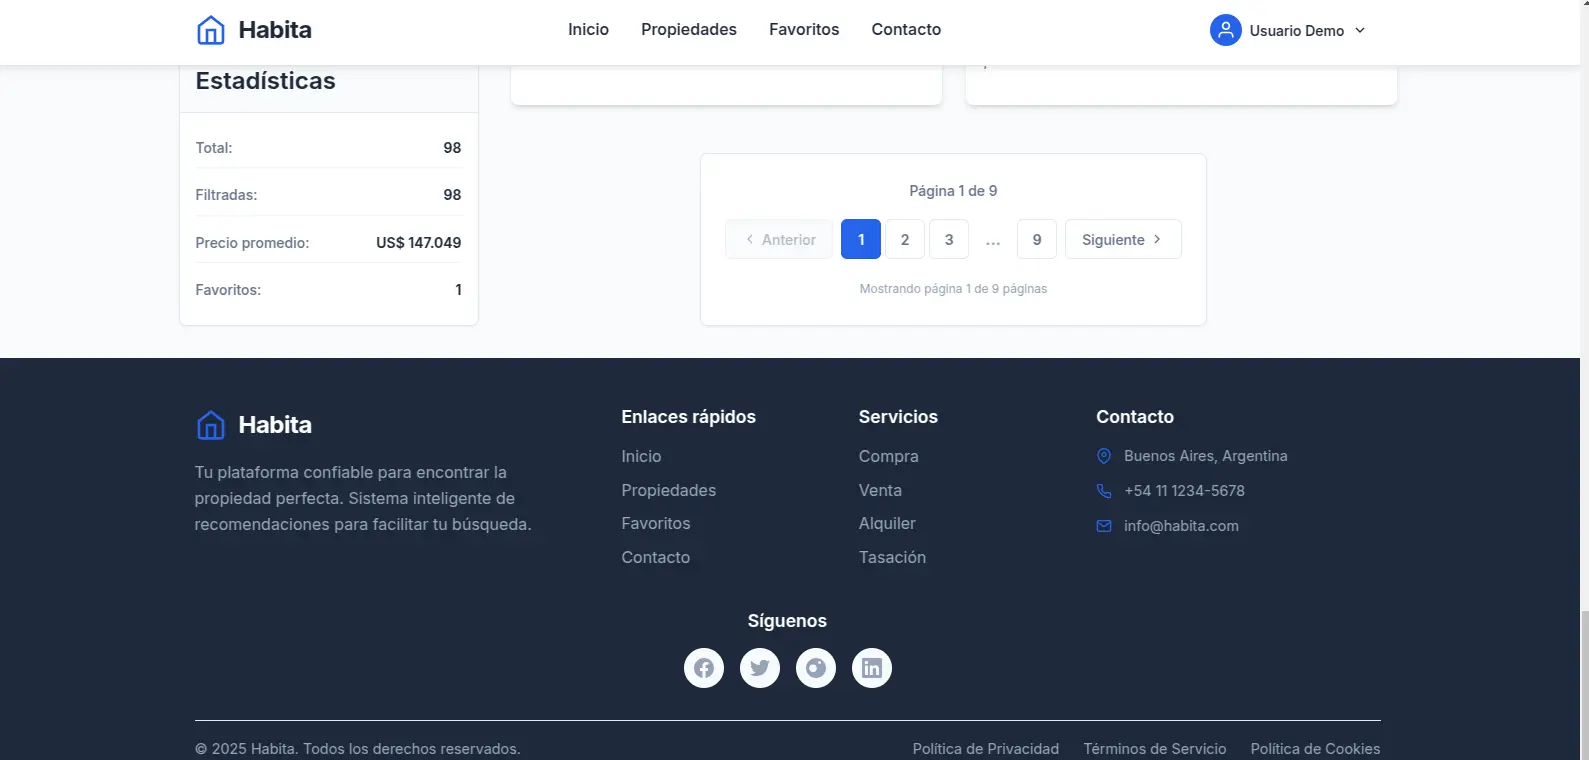 Habita
Inicio Propiedades Favoritos Contacto
Usuario Demo
Estadísticas
Total: 98
Filtradas: 98
Precio promedio: US$ 147.049
Favoritos: 1
Página 1 de 9
Anterior 1 2 3 ... 9 Siguiente
Mostrando página 1 de 9 páginas
Habita
Tu plataforma confiable para encontrar la
propiedad perfecta. Sistema inteligente de
recomendaciones para facilitar tu búsqueda.
Enlaces rápidos
Inicio
Propiedades
Favoritos
Contacto
Servicios
Compra
Venta
Alquiler
Tasación
Contacto
Buenos Aires, Argentina
+54 11 1234-5678
info@habita.com
Síguenos
© 2025 Habita. Todos los derechos reservados.
Política de Privacidad Términos de Servicio Política de Cookies